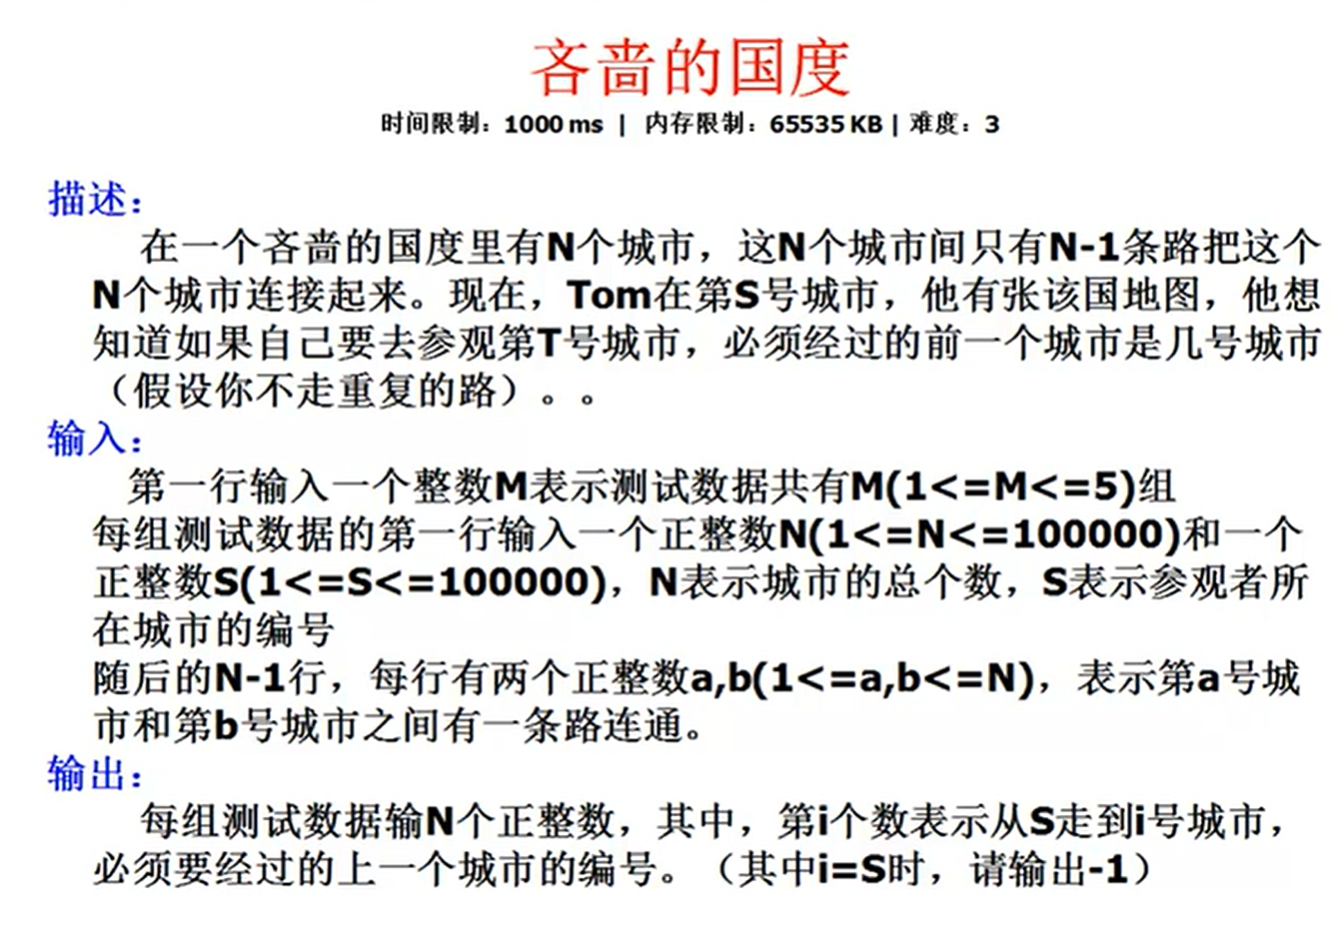 吝啬的国度
时间限制：1000 ms | 内存限制：65535 KB | 难度：3
描述：
在一个吝啬的国度里有N个城市，这N个城市间只有N-1条路把这个
N个城市连接起来。现在，Tom在第S号城市，他有张该国地图，他想
知道如果自己要去参观第T号城市，必须经过的前一个城市是几号城市
（假设你不走重复的路）。。
输入：
第一行输入一个整数M表示测试数据共有M(1<=M<=5)组
每组测试数据的第一行输入一个正整数N(1<=N<=100000)和一个
正整数S(1<=S<=100000)，N表示城市的总个数，S表示参观者所
在城市的编号
随后的N-1行，每行有两个正整数a,b(1<=a,b<=N)，表示第a号城
市和第b号城市之间有一条路连通。
输出：
每组测试数据输N个正整数，其中，第i个数表示从S走到i号城市，
必须要经过的上一个城市的编号。（其中i=S时，请输出-1）